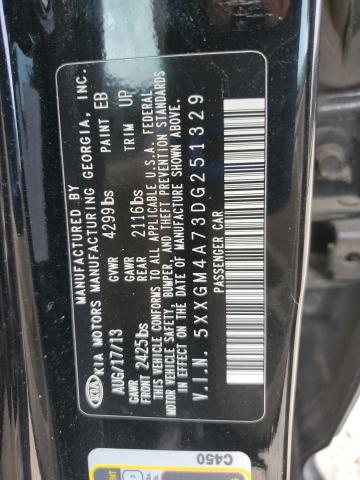 KIA
MANUFACTURED BY
KIA MOTORS MANUFACTURING GEORGIA, INC.
AUG/17/13 GVWR 4299lbs PAINT EB
GAWR FRONT 2425lbs GAWR REAR 2116lbs TRIM UP
THIS VEHICLE CONFORMS TO ALL APPLICABLE U.S.A. FEDERAL
MOTOR VEHICLE SAFETY, BUMPER AND THEFT PREVENTION STANDARDS
IN EFFECT ON THE DATE OF MANUFACTURE SHOWN ABOVE.
V.I.N. 5XXGM4A73DG251329
PASSENGER CAR
C450